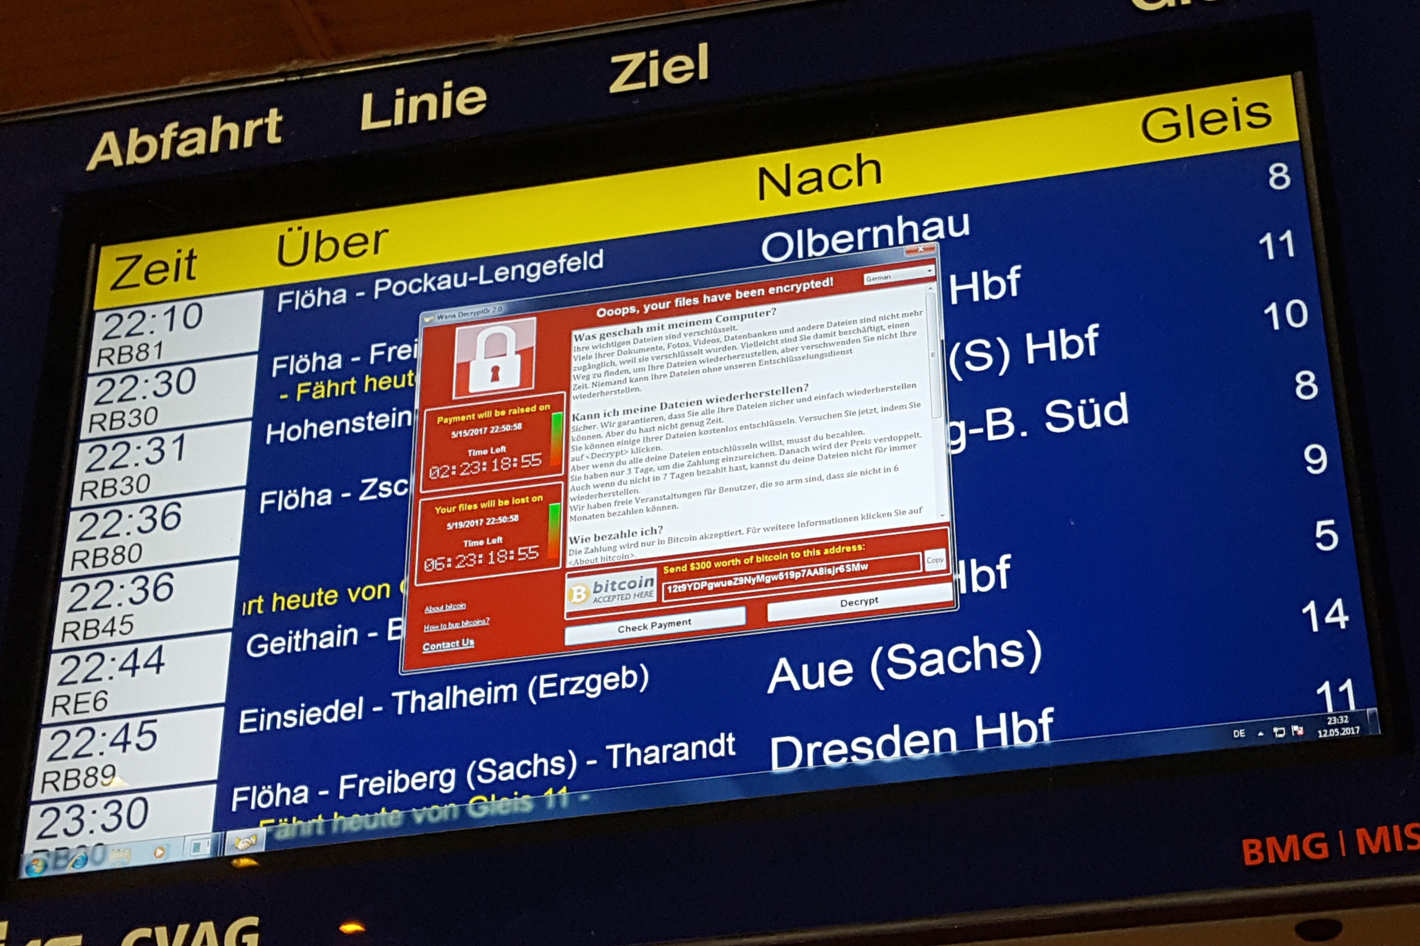 Abfahrt Linie Ziel
Zeit Über Nach Gleis
22:10 Flöha - Pockau-Lengefeld Olbernhau 8
RB81
22:30 Flöha - Hbf 11
RB30 - Fährt
22:31 Hohenstein (S) Hbf 10
RB30
22:36 Flöha - B. Süd 8
RB80
22:36 9
RB45 heute von
22:44 Geithain - Hbf 5
RE6
22:45 Einsiedel - Thalheim (Erzgeb) Aue (Sachs) 14
RB89
23:30 Flöha - Freiberg (Sachs) - Tharandt Dresden Hbf 11
Fährt heute von Gleis 11 -
Wana Decrypt0r 2.0
Ooops, your files have been encrypted!
German
Payment will be raised on
5/15/2017 22:50:58
Time Left
02:23:18:55
Your files will be lost on
5/19/2017 22:50:58
Time Left
06:23:18:55
About bitcoin
How to buy bitcoins?
Contact Us
Was geschah mit meinem Computer?
Ihre wichtigen Dateien sind verschlüsselt.
Viele Ihrer Dokumente, Fotos, Videos, Datenbanken und andere Dateien sind nicht mehr
zugänglich, weil sie verschlüsselt wurden. Vielleicht sind Sie damit beschäftigt, einen
Weg zu finden, um Ihre Dateien wiederherzustellen, aber verschwenden Sie nicht Ihre
Zeit. Niemand kann Ihre Dateien ohne unseren Entschlüsselungsdienst
wiederherstellen.
Kann ich meine Dateien wiederherstellen?
Sicher. Wir garantieren, dass Sie alle Ihre Dateien sicher und einfach wiederherstellen
können. Aber du hast nicht genug Zeit.
Sie können einige Ihrer Dateien kostenlos entschlüsseln. Versuchen Sie jetzt, indem Sie
auf <Decrypt> klicken.
Aber wenn du alle deine Dateien entschlüsseln willst, musst du bezahlen.
Sie haben nur 3 Tage, um die Zahlung einzureichen. Danach wird der Preis verdoppelt.
Auch wenn du nicht in 7 Tagen bezahlt hast, kannst du deine Dateien nicht für immer
wiederherstellen.
Wir haben freie Veranstaltungen für Benutzer, die so arm sind, dass sie nicht in 6
Monaten bezahlen können.
Wie bezahle ich?
Die Zahlung wird nur in Bitcoin akzeptiert. Für weitere Informationen klicken Sie auf
<About bitcoin>.
bitcoin
ACCEPTED HERE
Send $300 worth of bitcoin to this address:
12t9YDPgwueZ9NyMgw519p7AA8isjr6SMw
Copy
Check Payment Decrypt
DE 23:32
12.05.2017
BMG | MIS
CVAG